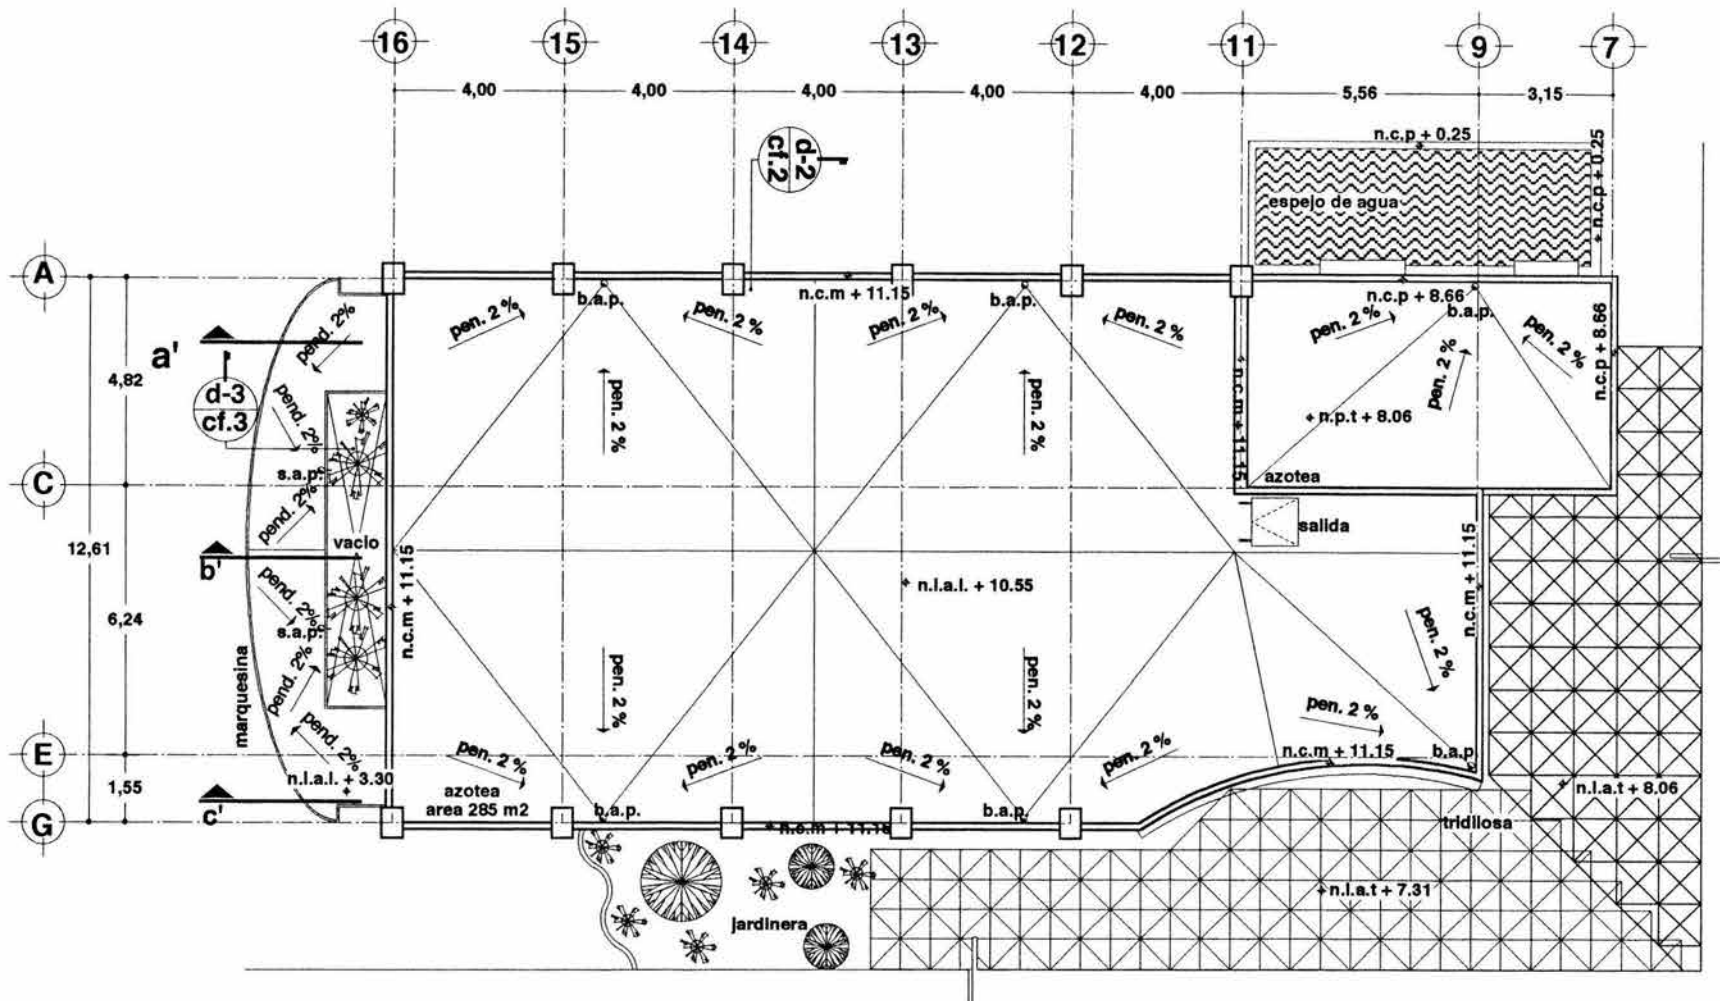 16
15
14
13
12
11
9
7
4,00
4,00
4,00
4,00
4,00
5,56
3,15
d-2
cf.2
n.c.p + 0.25
n.c.p + 0.25
espejo de agua
A
C
E
G
4,82
12,61
6,24
1,55
a'
b'
c'
d-3
cf.3
pend. 2%
pend. 2%
pend. 2%
pend. 2%
pend. 2%
pend. 2%
s.a.p.
s.a.p.
vacio
marquesina
n.l.a.l. + 3.30
n.c.m + 11.15
pen. 2 %
b.a.p.
pen. 2 %
n.c.m + 11.15
pen. 2 %
b.a.p.
pen. 2 %
n.c.p + 8.66
b.a.p.
pen. 2 %
pen. 2 %
pen. 2 %
n.c.p + 8.66
pen. 2 %
pen. 2 %
n.c.m + 11.15
n.p.t + 8.06
azotea
salida
n.l.a.l. + 10.55
n.c.m + 11.15
pen. 2 %
pen. 2 %
pen. 2 %
pen. 2 %
n.c.m + 11.15
b.a.p
pen. 2 %
pen. 2 %
pen. 2 %
pen. 2 %
azotea
area 285 m2
b.a.p.
n.c.m + 11.15
b.a.p.
n.l.a.t + 8.06
tridilosa
n.l.a.t + 7.31
jardinera